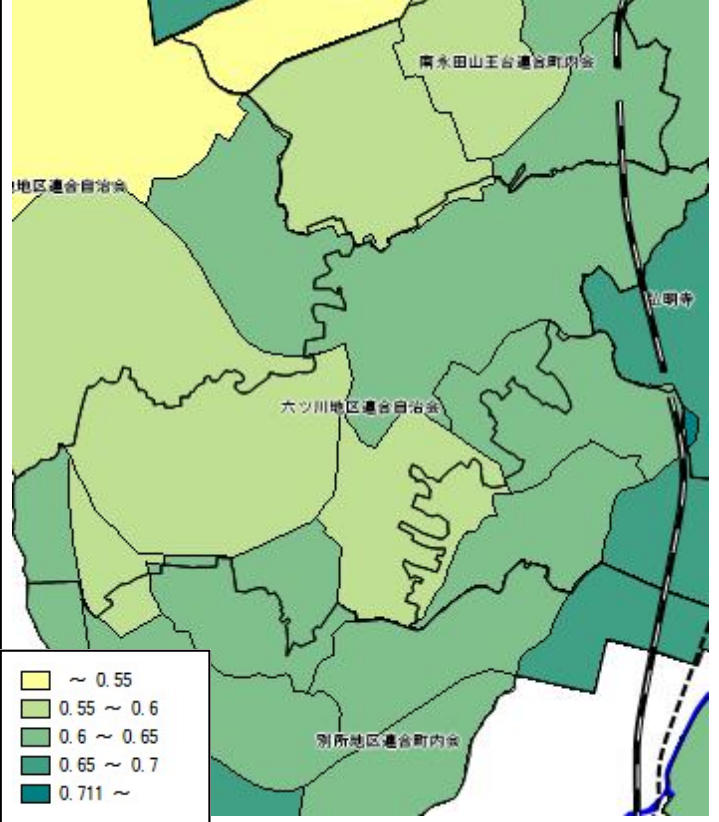 南永田山王台連合町内会
地区連合自治会
弘明寺
六ツ川地区連合自治会
別所地区連合町内会
～ 0.55
0.55 ～ 0.6
0.6 ～ 0.65
0.65 ～ 0.7
0.711 ～